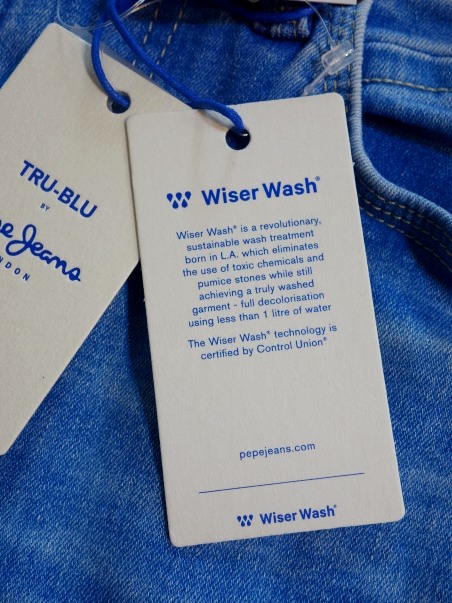 TRU-BLU
BY
Jeans
Wiser Wash®
Wiser Wash® is a revolutionary,
sustainable wash treatment
born in L.A. which eliminates
the use of toxic chemicals and
pumice stones while still
achieving a truly washed
garment - full decolorisation
using less than 1 litre of water
The Wiser Wash® technology is
certified by Control Union®
pepejeans.com
Wiser Wash®